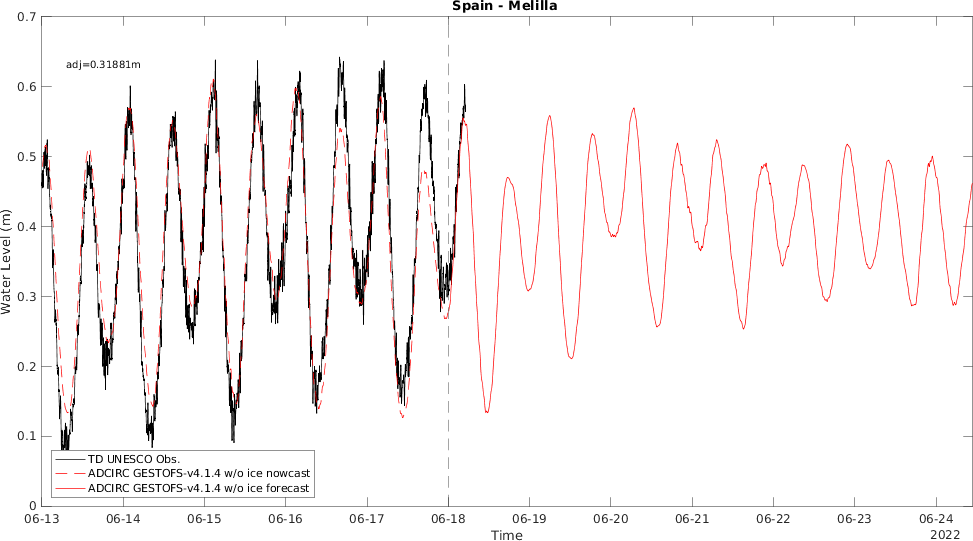 Spain - Melilla
0.7
0.6
0.5
0.4
0.3
0.2
0.1
0
Water Level (m)
adj=0.31881m
TD UNESCO Obs.
ADCIRC GESTOFS-v4.1.4 w/o ice nowcast
ADCIRC GESTOFS-v4.1.4 w/o ice forecast
06-13 06-14 06-15 06-16 06-17 06-18 06-19 06-20 06-21 06-22 06-23 06-24
Time
2022